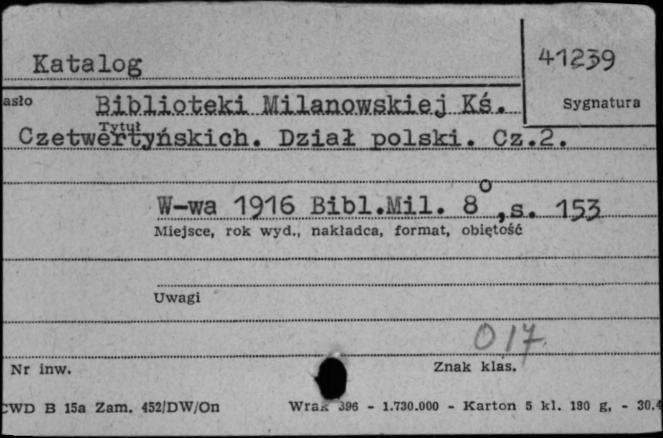 Katalog
41239
asło
Biblioteki Milanowskiej Kś.
Sygnatura
Tytuł
Czetwertyńskich. Dział polski. Cz.2.
W-wa 1916 Bibl.Mil. 8°,s. 153
Miejsce, rok wyd., nakładca, format, objętość
Uwagi
017
Nr inw.
Znak klas.
CWD B 15a Zam. 452/DW/On
396 - 1.730.000 - Karton 5 kl. 180 g, - 30.4